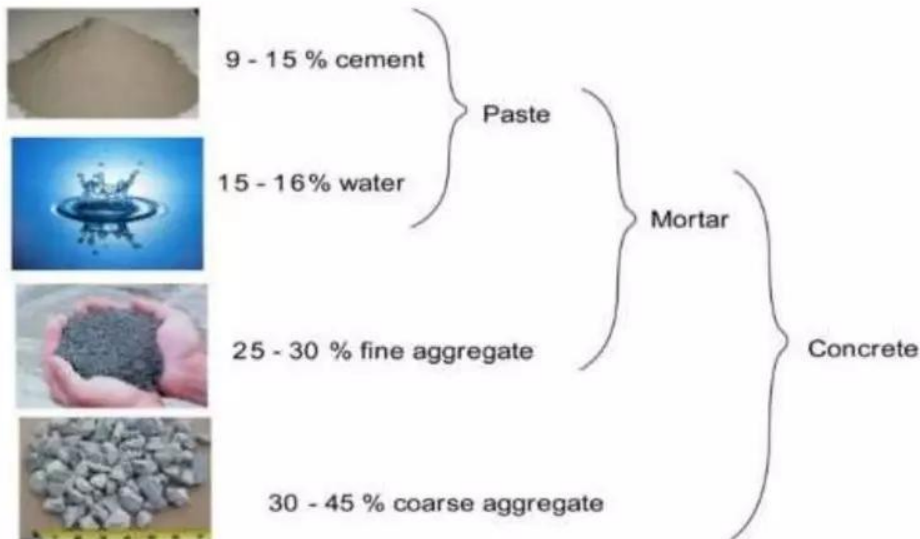 9 - 15 % cement
Paste
15 - 16% water
Mortar
25 - 30 % fine aggregate
Concrete
30 - 45 % coarse aggregate